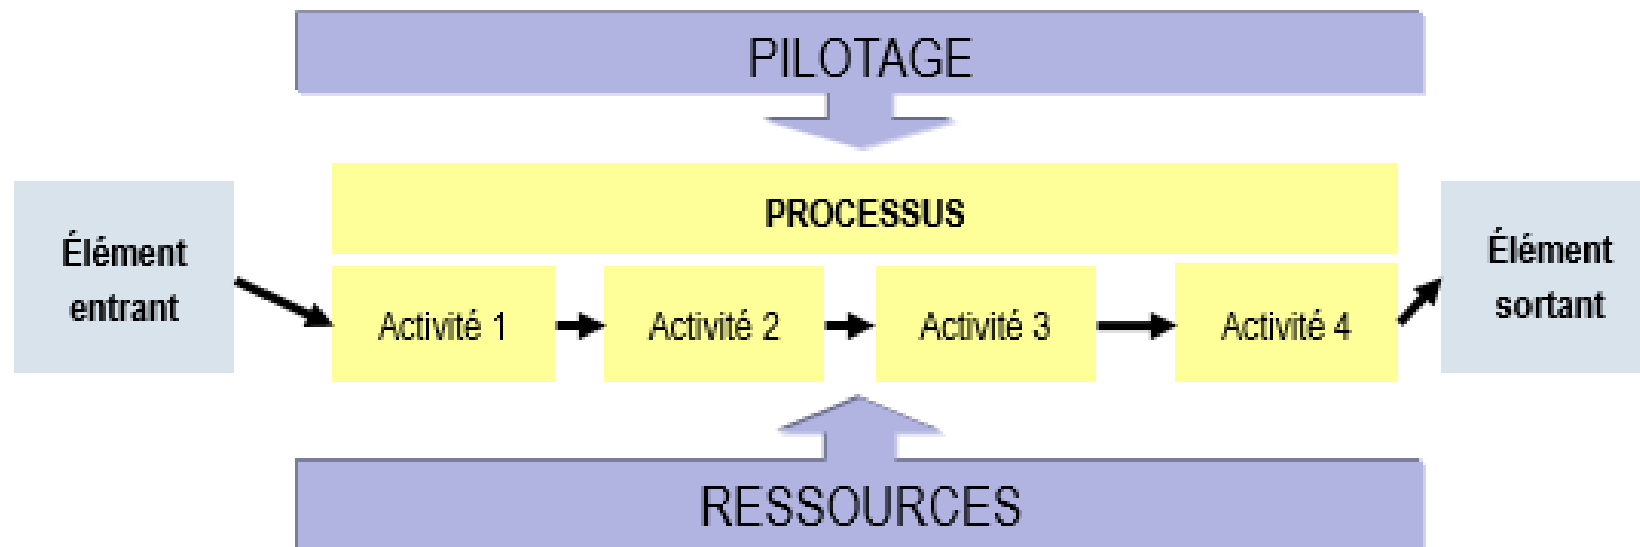 PILOTAGE
PROCESSUS
Élément
entrant
Activité 1
Activité 2
Activité 3
Activité 4
Élément
sortant
RESSOURCES